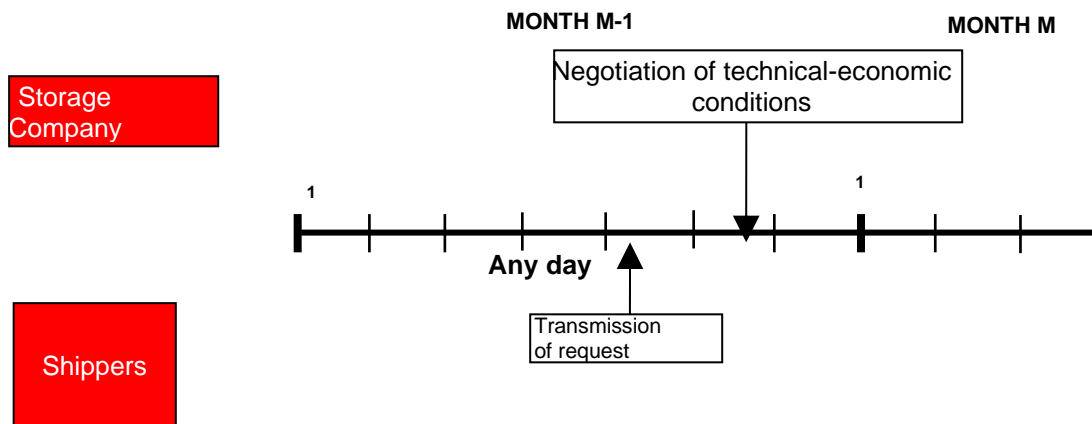 MONTH M-1
MONTH M
Negotiation of technical-economic
conditions
Storage
Company
1
1
Any day
Transmission
of request
Shippers